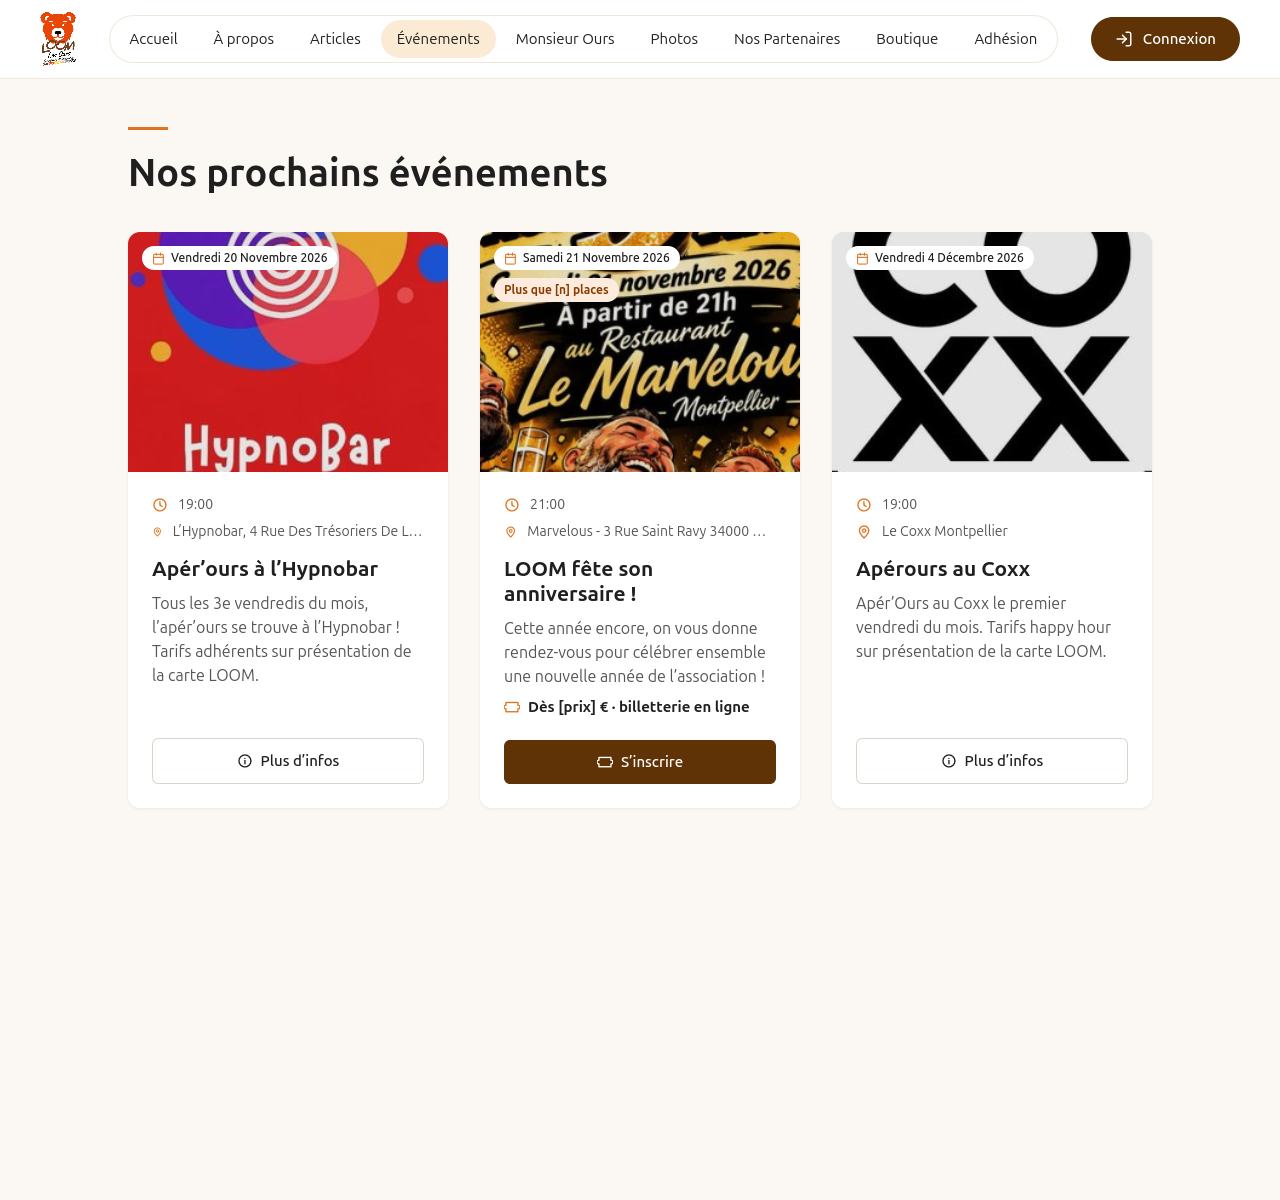 LOOM
Accueil
À propos
Articles
Événements
Monsieur Ours
Photos
Nos Partenaires
Boutique
Adhésion
Connexion
Nos prochains événements
Vendredi 20 Novembre 2026
HypnoBar
19:00
L’Hypnobar, 4 Rue Des Trésoriers De L…
Apér’ours à l’Hypnobar
Tous les 3e vendredis du mois,
l’apér’ours se trouve à l’Hypnobar !
Tarifs adhérents sur présentation de
la carte LOOM.
Plus d’infos
Samedi 21 Novembre 2026
Plus que [n] places
novembre 2026
À partir de 21h
au Restaurant
Le Marvelous
Montpellier
21:00
Marvelous - 3 Rue Saint Ravy 34000 …
LOOM fête son
anniversaire !
Cette année encore, on vous donne
rendez-vous pour célébrer ensemble
une nouvelle année de l’association !
Dès [prix] € · billetterie en ligne
S’inscrire
Vendredi 4 Décembre 2026
CO
XX
19:00
Le Coxx Montpellier
Apérours au Coxx
Apér’Ours au Coxx le premier
vendredi du mois. Tarifs happy hour
sur présentation de la carte LOOM.
Plus d’infos